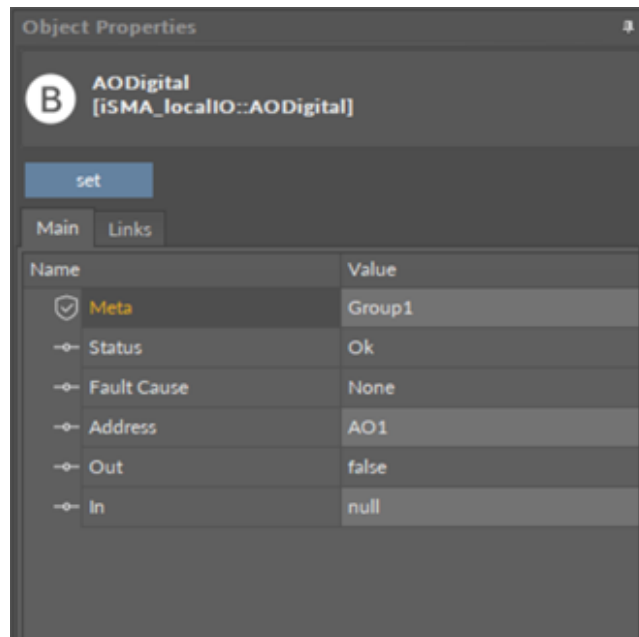 Object Properties
B
AODigital
[iSMA_localIO::AODigital]
set
Main Links
Name Value
Meta Group1
Status Ok
Fault Cause None
Address AO1
Out false
In null